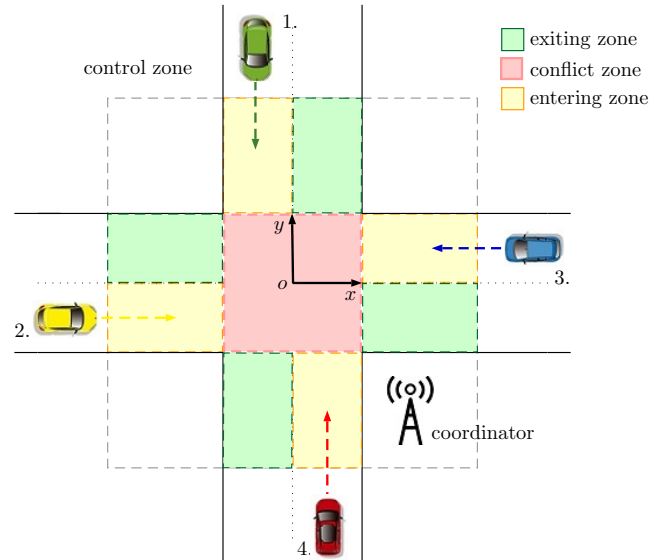 1.
exiting zone
control zone
conflict zone
entering zone
y
o
x
3.
2.
coordinator
4.